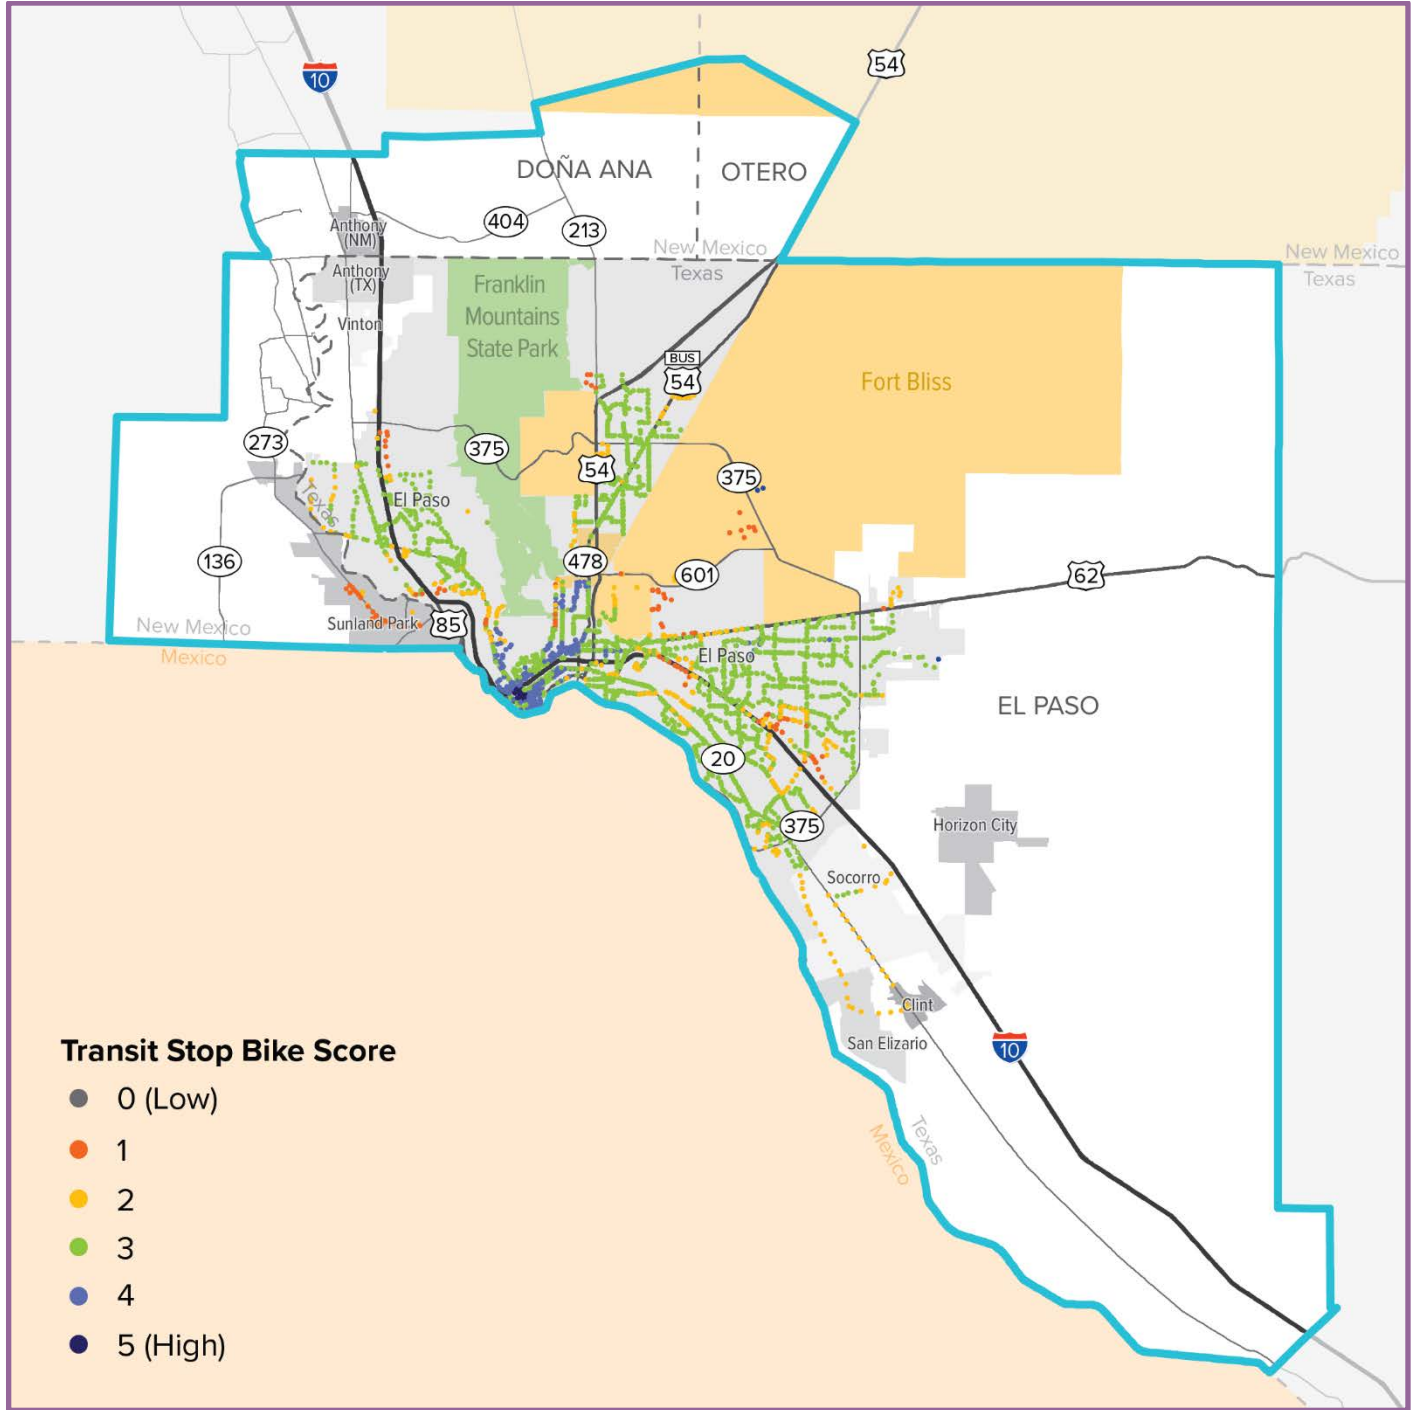 54
10
DOÑA ANA
OTERO
404
213
Anthony
(NM)
New Mexico
Texas
New Mexico
Texas
Anthony
(TX)
Franklin
Mountains
State Park
Vinton
BUS
54
Fort Bliss
273
375
54
375
El Paso
Texas
136
478
601
62
New Mexico
Mexico
Sunland Park
85
El Paso
EL PASO
20
375
Horizon City
Socorro
Clint
San Elizario
10
Texas
Mexico
Transit Stop Bike Score
0 (Low)
1
2
3
4
5 (High)